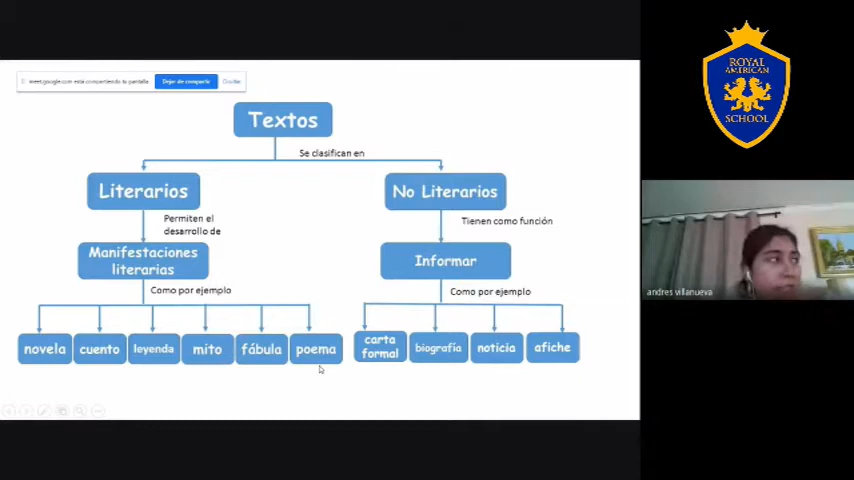 meet.google.com está compartiendo tu pantalla
Dejar de compartir
Ocultar
Textos
Se clasifican en
Literarios
No Literarios
Permiten el
desarrollo de
Tienen como función
Manifestaciones
literarias
Informar
Como por ejemplo
Como por ejemplo
novela
cuento
leyenda
mito
fábula
poema
carta
formal
biografía
noticia
afiche
ROYAL
AMERICAN
SCHOOL
andres villanueva